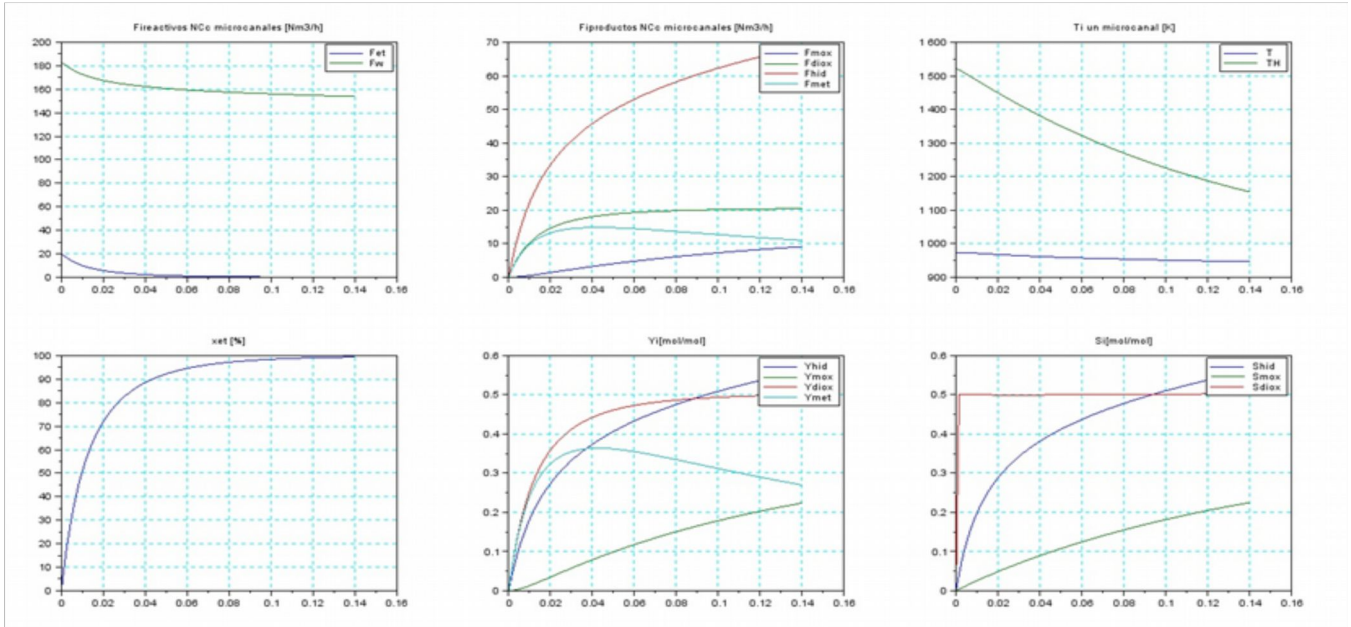 Fireactivos NCc microcanales [Nm3/h]
200
180
160
140
120
100
80
60
40
20
0
0 0.02 0.04 0.06 0.08 0.1 0.12 0.14 0.16
Fet
Fw
Fiproductos NCc microcanales [Nm3/h]
70
60
50
40
30
20
10
0
0 0.02 0.04 0.06 0.08 0.1 0.12 0.14 0.16
Fmox
Fdiox
Fhid
Fmet
Ti un microcanal [K]
1 600
1 500
1 400
1 300
1 200
1 100
1 000
900
0 0.02 0.04 0.06 0.08 0.1 0.12 0.14 0.16
T
TH
xet [%]
100
90
80
70
60
50
40
30
20
10
0
0 0.02 0.04 0.06 0.08 0.1 0.12 0.14 0.16
Yi[mol/mol]
0.6
0.5
0.4
0.3
0.2
0.1
0
0 0.02 0.04 0.06 0.08 0.1 0.12 0.14 0.16
Yhid
Ymox
Ydiox
Ymet
Si[mol/mol]
0.6
0.5
0.4
0.3
0.2
0.1
0
0 0.02 0.04 0.06 0.08 0.1 0.12 0.14 0.16
Shid
Smox
Sdiox